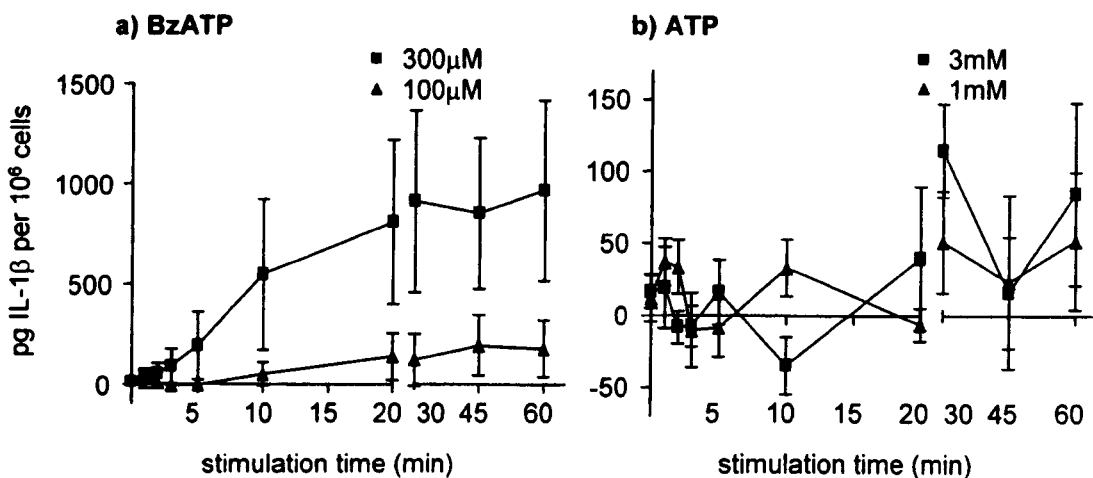 a) BzATP
300μM
100μM
pg IL-1β per 10⁶ cells
1500
1000
500
0
5 10 15 20 30 45 60
stimulation time (min)
b) ATP
3mM
1mM
150
100
50
0
-50
5 10 15 20 30 45 60
stimulation time (min)